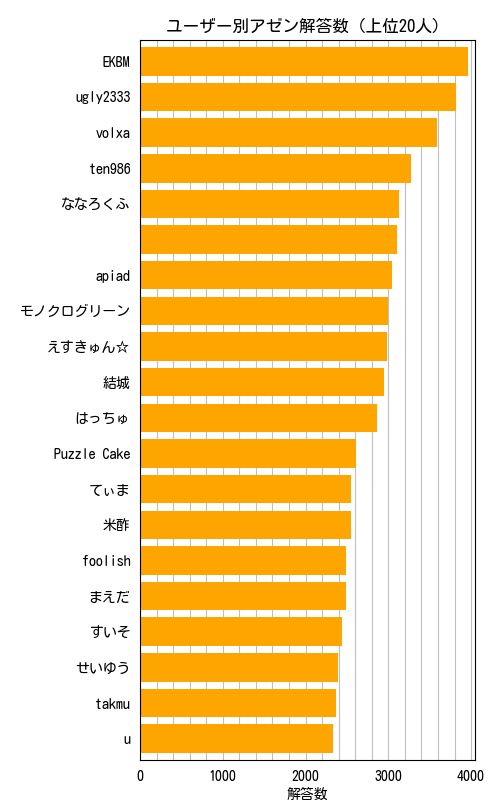 ユーザー別アゼン解答数 (上位20人)
EKBM
ugly2333
volxa
ten986
ななろくふ
apiad
モノクログリーン
えすきゅん☆
結城
はっちゅ
Puzzle Cake
てぃま
米酢
foolish
まえだ
すいそ
せいゆう
takmu
u
0 1000 2000 3000 4000
解答数